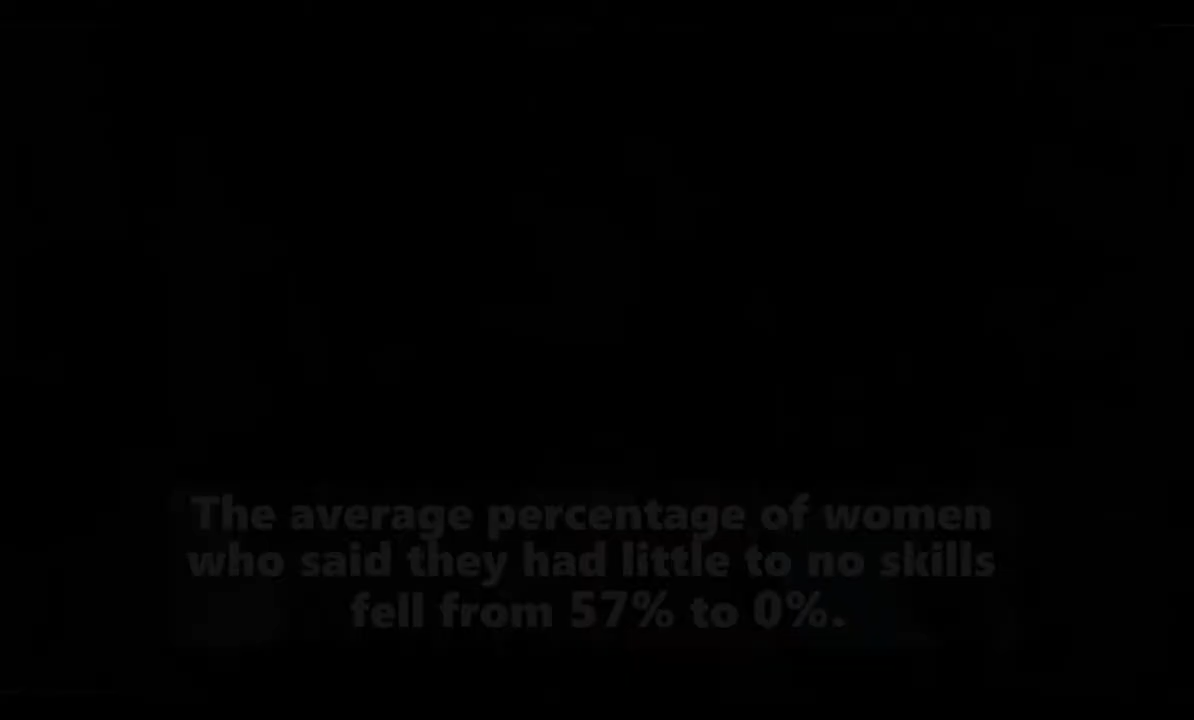 The average percentage of women
who said they had little to no skills
fell from 57% to 0%.